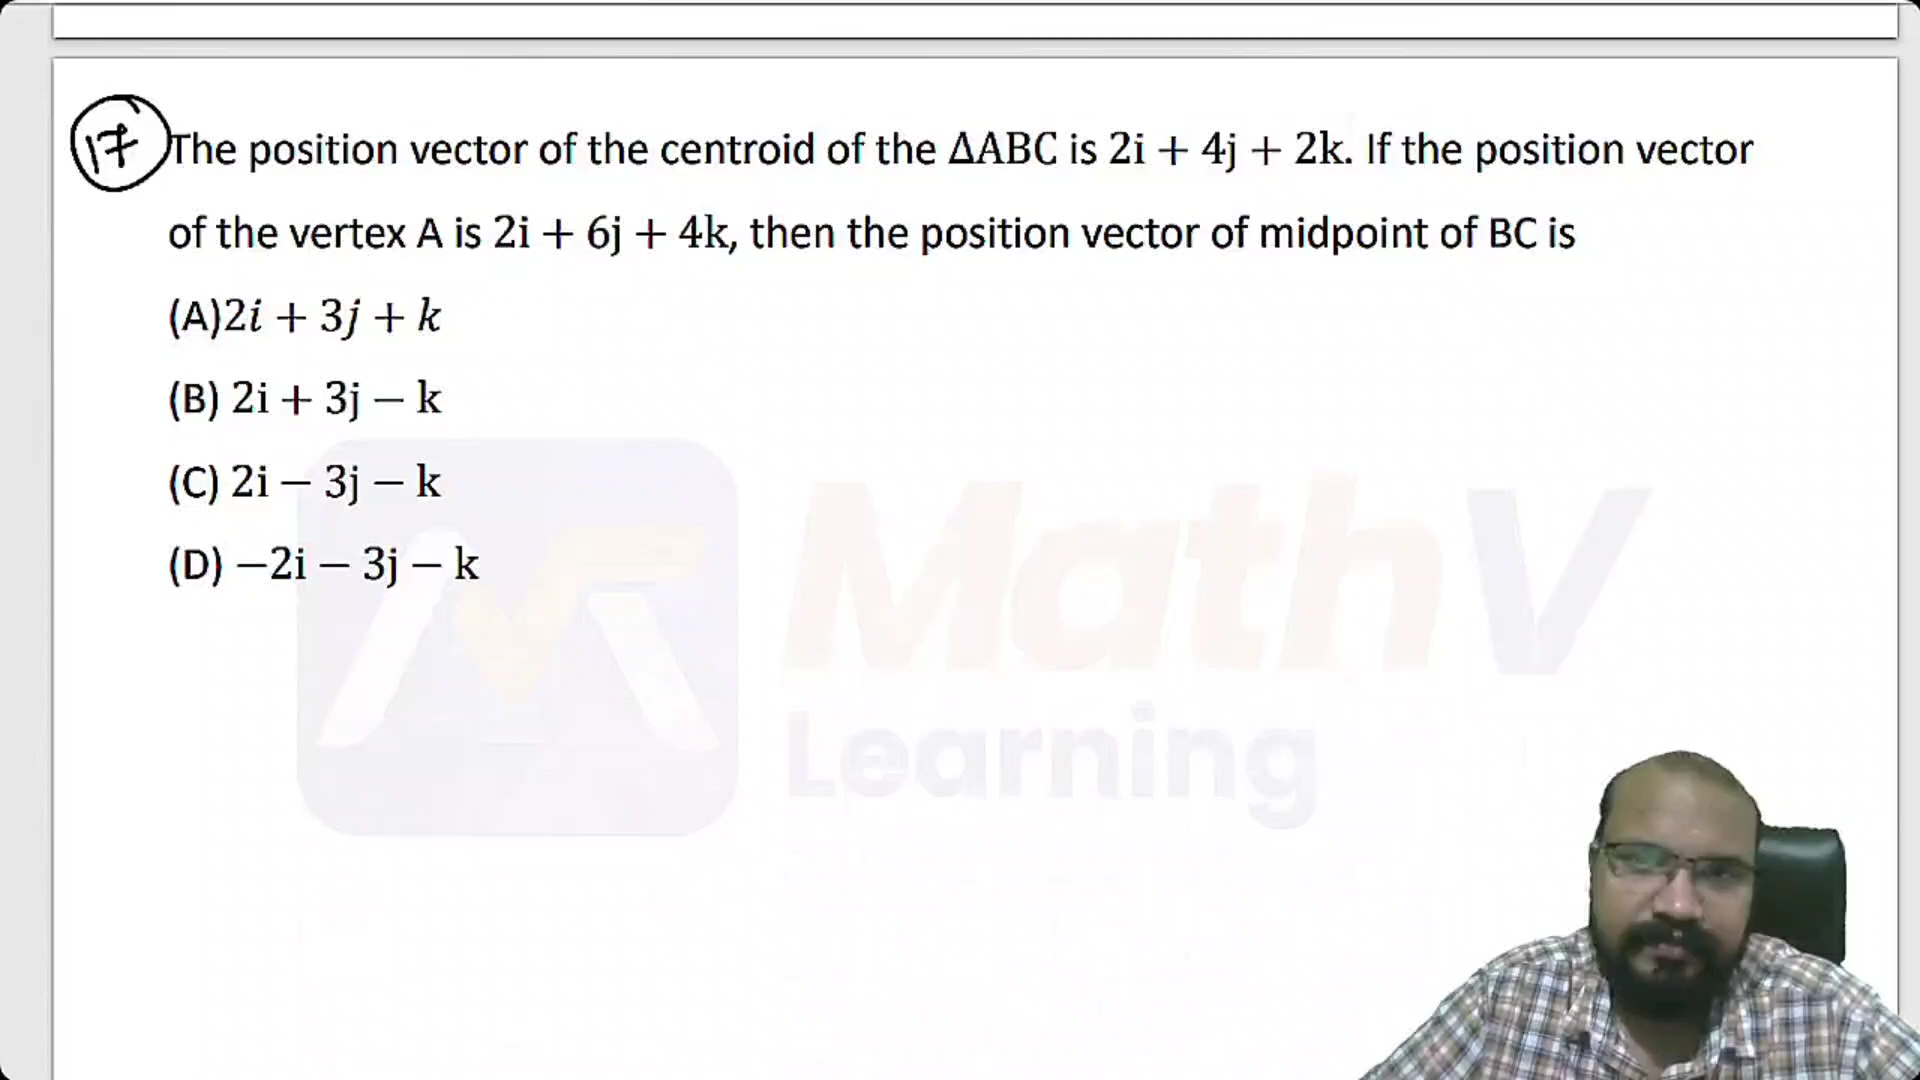 17 The position vector of the centroid of the ΔABC is 2i + 4j + 2k. If the position vector
of the vertex A is 2i + 6j + 4k, then the position vector of midpoint of BC is
(A)2i + 3j + k
(B) 2i + 3j − k
(C) 2i − 3j − k
(D) −2i − 3j − k
MathV
Learning